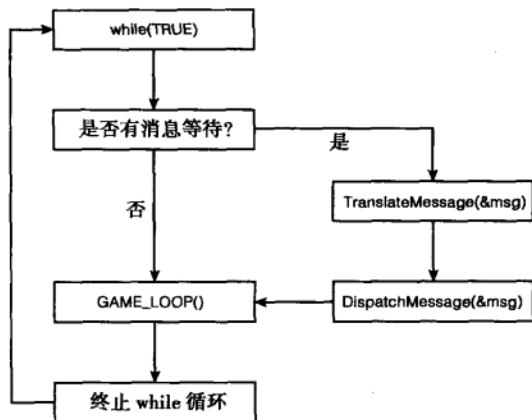 while(TRUE)
是否有消息等待?
是
否
TranslateMessage(&msg)
GAME_LOOP()
DispatchMessage(&msg)
终止 while 循环